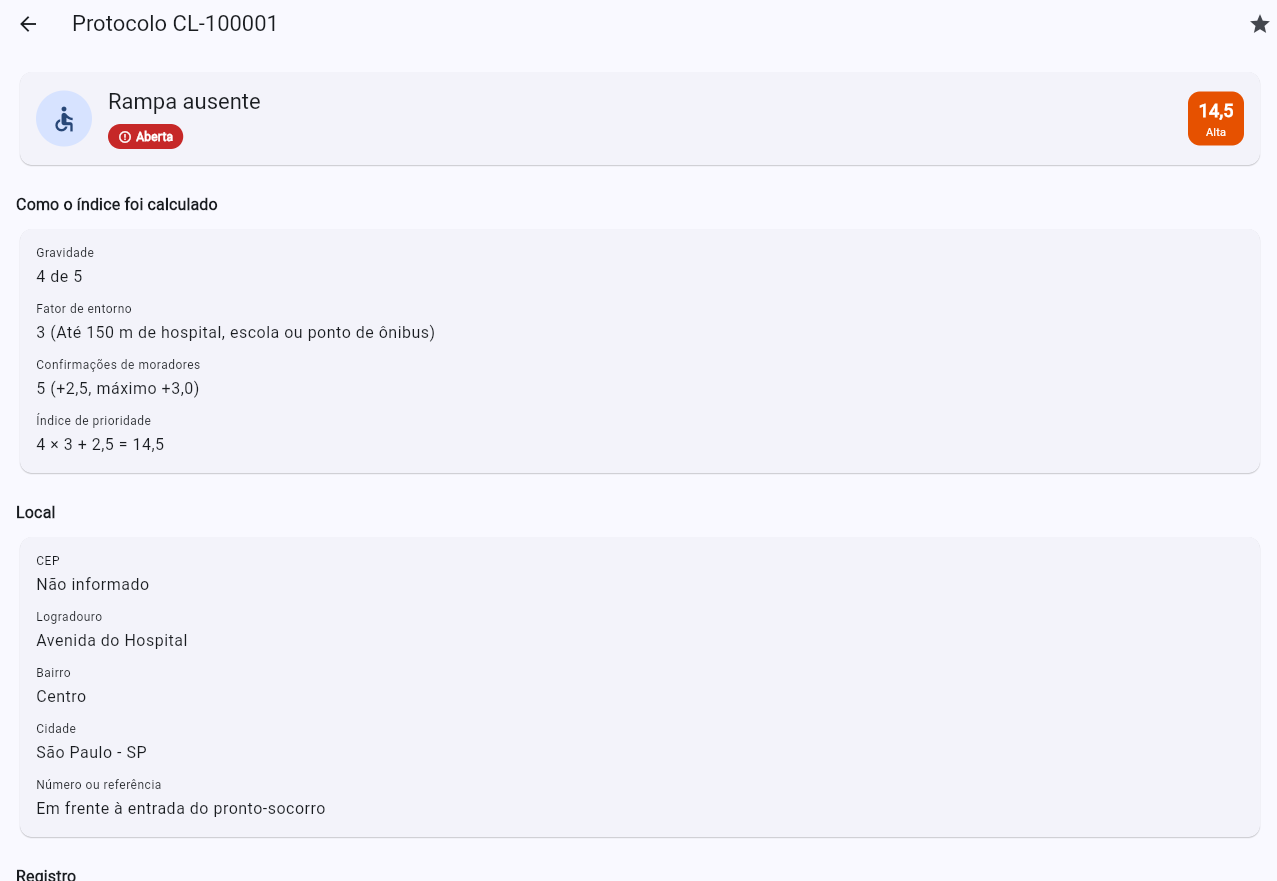 Protocolo CL-100001
Rampa ausente
Aberta
14,5
Alta
Como o índice foi calculado
Gravidade
4 de 5
Fator de entorno
3 (Até 150 m de hospital, escola ou ponto de ônibus)
Confirmações de moradores
5 (+2,5, máximo +3,0)
Índice de prioridade
4 × 3 + 2,5 = 14,5
Local
CEP
Não informado
Logradouro
Avenida do Hospital
Bairro
Centro
Cidade
São Paulo - SP
Número ou referência
Em frente à entrada do pronto-socorro
Registro